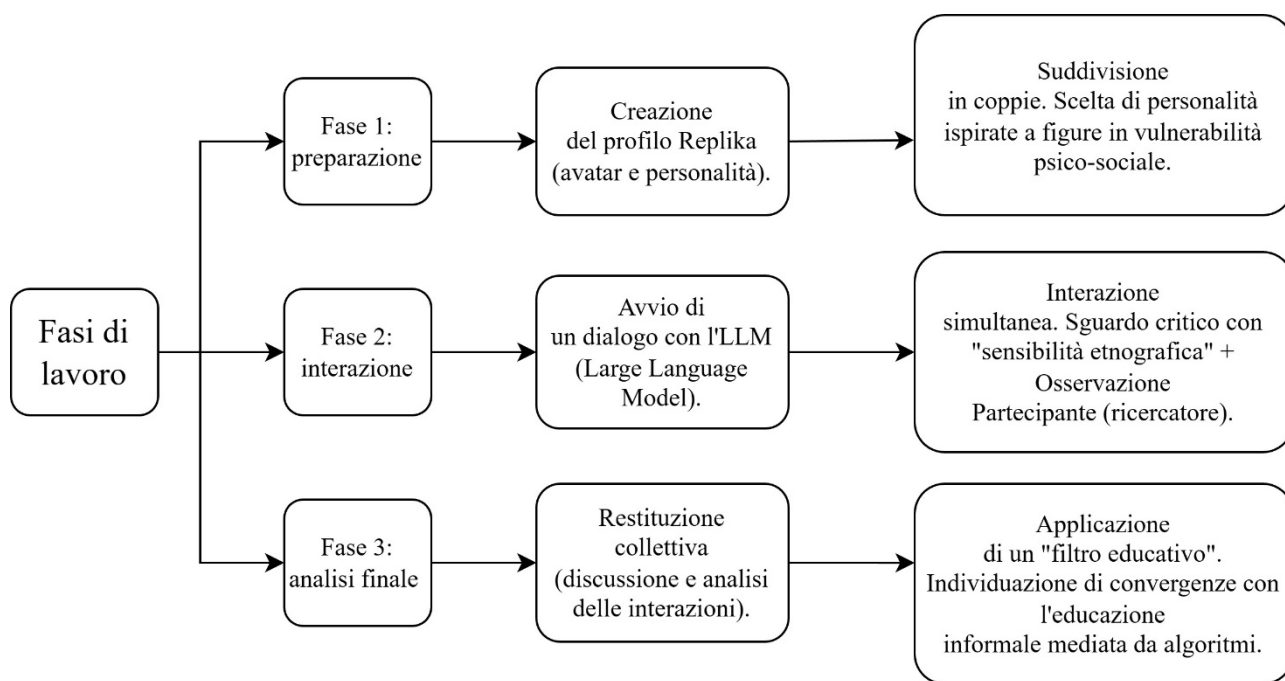 Fasi di
lavoro
Fase 1:
preparazione
Creazione
del profilo Replika
(avatar e personalità).
Suddivisione
in coppie. Scelta di personalità
ispirate a figure in vulnerabilità
psico-sociale.
Fase 2:
interazione
Avvio di
un dialogo con l'LLM
(Large Language
Model).
Interazione
simultanea. Sguardo critico con
"sensibilità etnografica" +
Osservazione
Partecipante (ricercatore).
Fase 3:
analisi finale
Restituzione
collettiva
(discussione e analisi
delle interazioni).
Applicazione
di un "filtro educativo".
Individuazione di convergenze con
l'educazione
informale mediata da algoritmi.